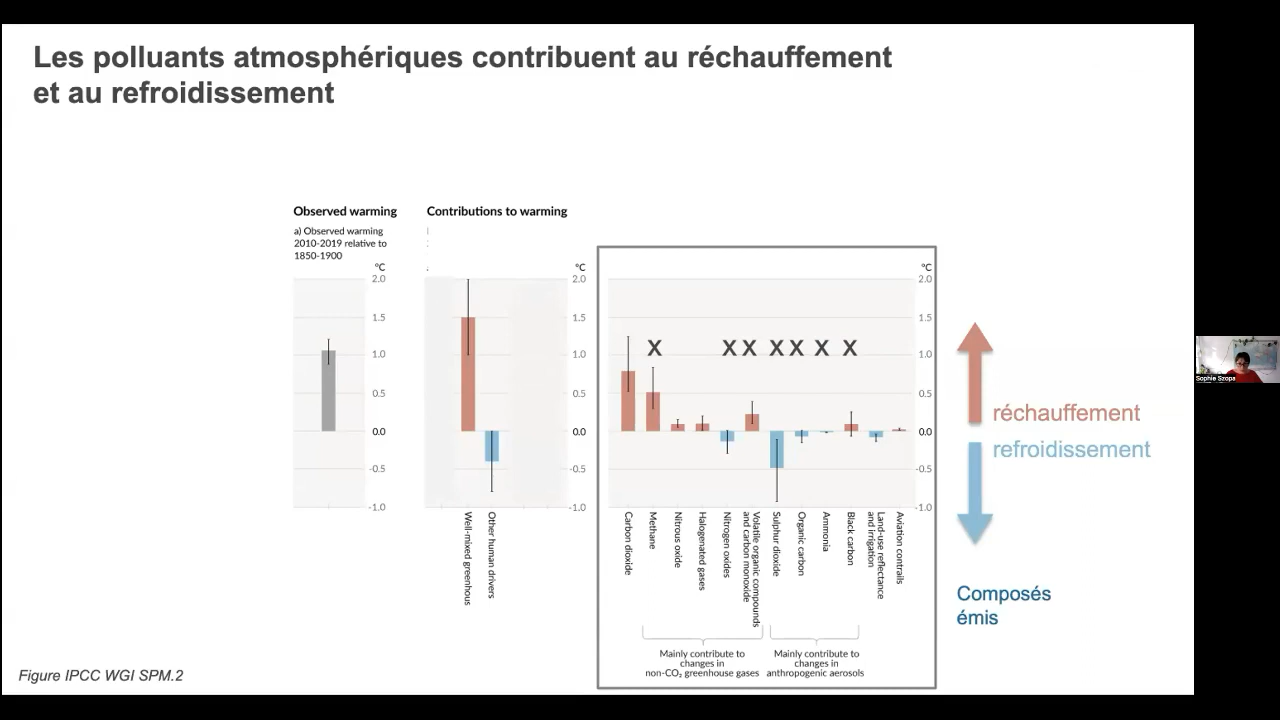 Les polluants atmosphériques contribuent au réchauffement
et au refroidissement
Observed warming
a) Observed warming
2010-2019 relative to
1850-1900
°C
2.0
1.5
1.0
0.5
0.0
-0.5
-1.0
Contributions to warming
°C
2.0
1.5
1.0
0.5
0.0
-0.5
-1.0
Well-mixed greenhous
Other human drivers
°C
2.0
1.5
1.0
0.5
0.0
-0.5
-1.0
X X X X X X X
Carbon dioxide
Methane
Nitrous oxide
Halogenated gases
Nitrogen oxides
Volatile organic compounds
and carbon monoxide
Sulphur dioxide
Organic carbon
Ammonia
Black carbon
Land-use reflectance
and irrigation
Aviation contrails
Mainly contribute to
changes in
non-CO₂ greenhouse gases
Mainly contribute to
changes in
anthropogenic aerosols
réchauffement
refroidissement
Composés
émis
Figure IPCC WGI SPM.2
Sophie Szopa